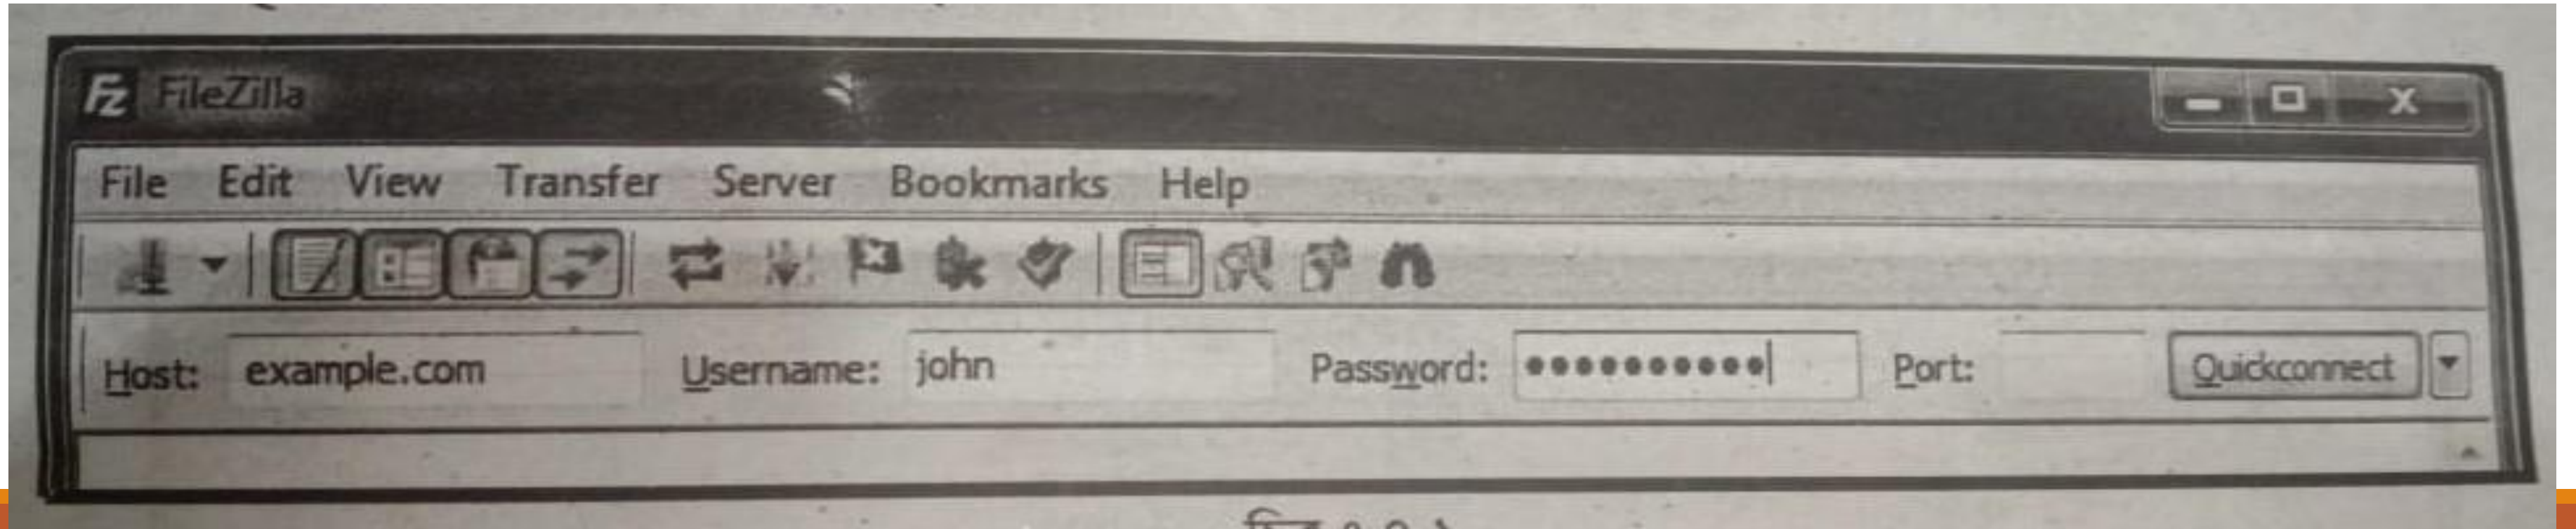 FileZilla
File Edit View Transfer Server Bookmarks Help
Host: example.com Username: john Password: ●●●●●●●●●● Port: Quickconnect